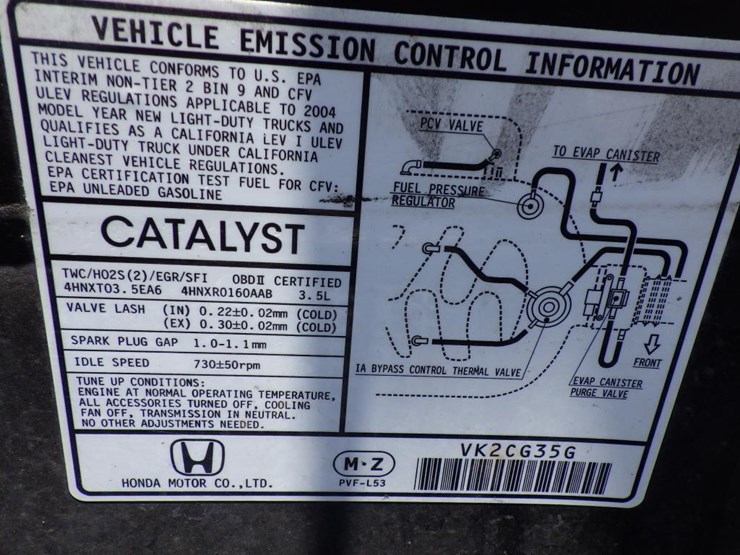 VEHICLE EMISSION CONTROL INFORMATION
THIS VEHICLE CONFORMS TO U.S. EPA
INTERIM NON-TIER 2 BIN 9 AND CFV
ULEV REGULATIONS APPLICABLE TO 2004
MODEL YEAR NEW LIGHT-DUTY TRUCKS AND
QUALIFIES AS A CALIFORNIA LEV I ULEV
LIGHT-DUTY TRUCK UNDER CALIFORNIA
CLEANEST VEHICLE REGULATIONS.
EPA CERTIFICATION TEST FUEL FOR CFV:
EPA UNLEADED GASOLINE
CATALYST
TWC/HO2S(2)/EGR/SFI OBDⅡ CERTIFIED
4HNXT03.5EA6 4HNXR0160AAB 3.5L
VALVE LASH (IN) 0.22±0.02mm (COLD)
(EX) 0.30±0.02mm (COLD)
SPARK PLUG GAP 1.0-1.1mm
IDLE SPEED 730±50rpm
TUNE UP CONDITIONS:
ENGINE AT NORMAL OPERATING TEMPERATURE,
ALL ACCESSORIES TURNED OFF, COOLING
FAN OFF, TRANSMISSION IN NEUTRAL.
NO OTHER ADJUSTMENTS NEEDED.
PCV VALVE
TO EVAP CANISTER
FUEL PRESSURE
REGULATOR
IA BYPASS CONTROL THERMAL VALVE
FRONT
EVAP CANISTER
PURGE VALVE
HONDA MOTOR CO.,LTD.
M·Z
PVF-L53
VK2CG35G